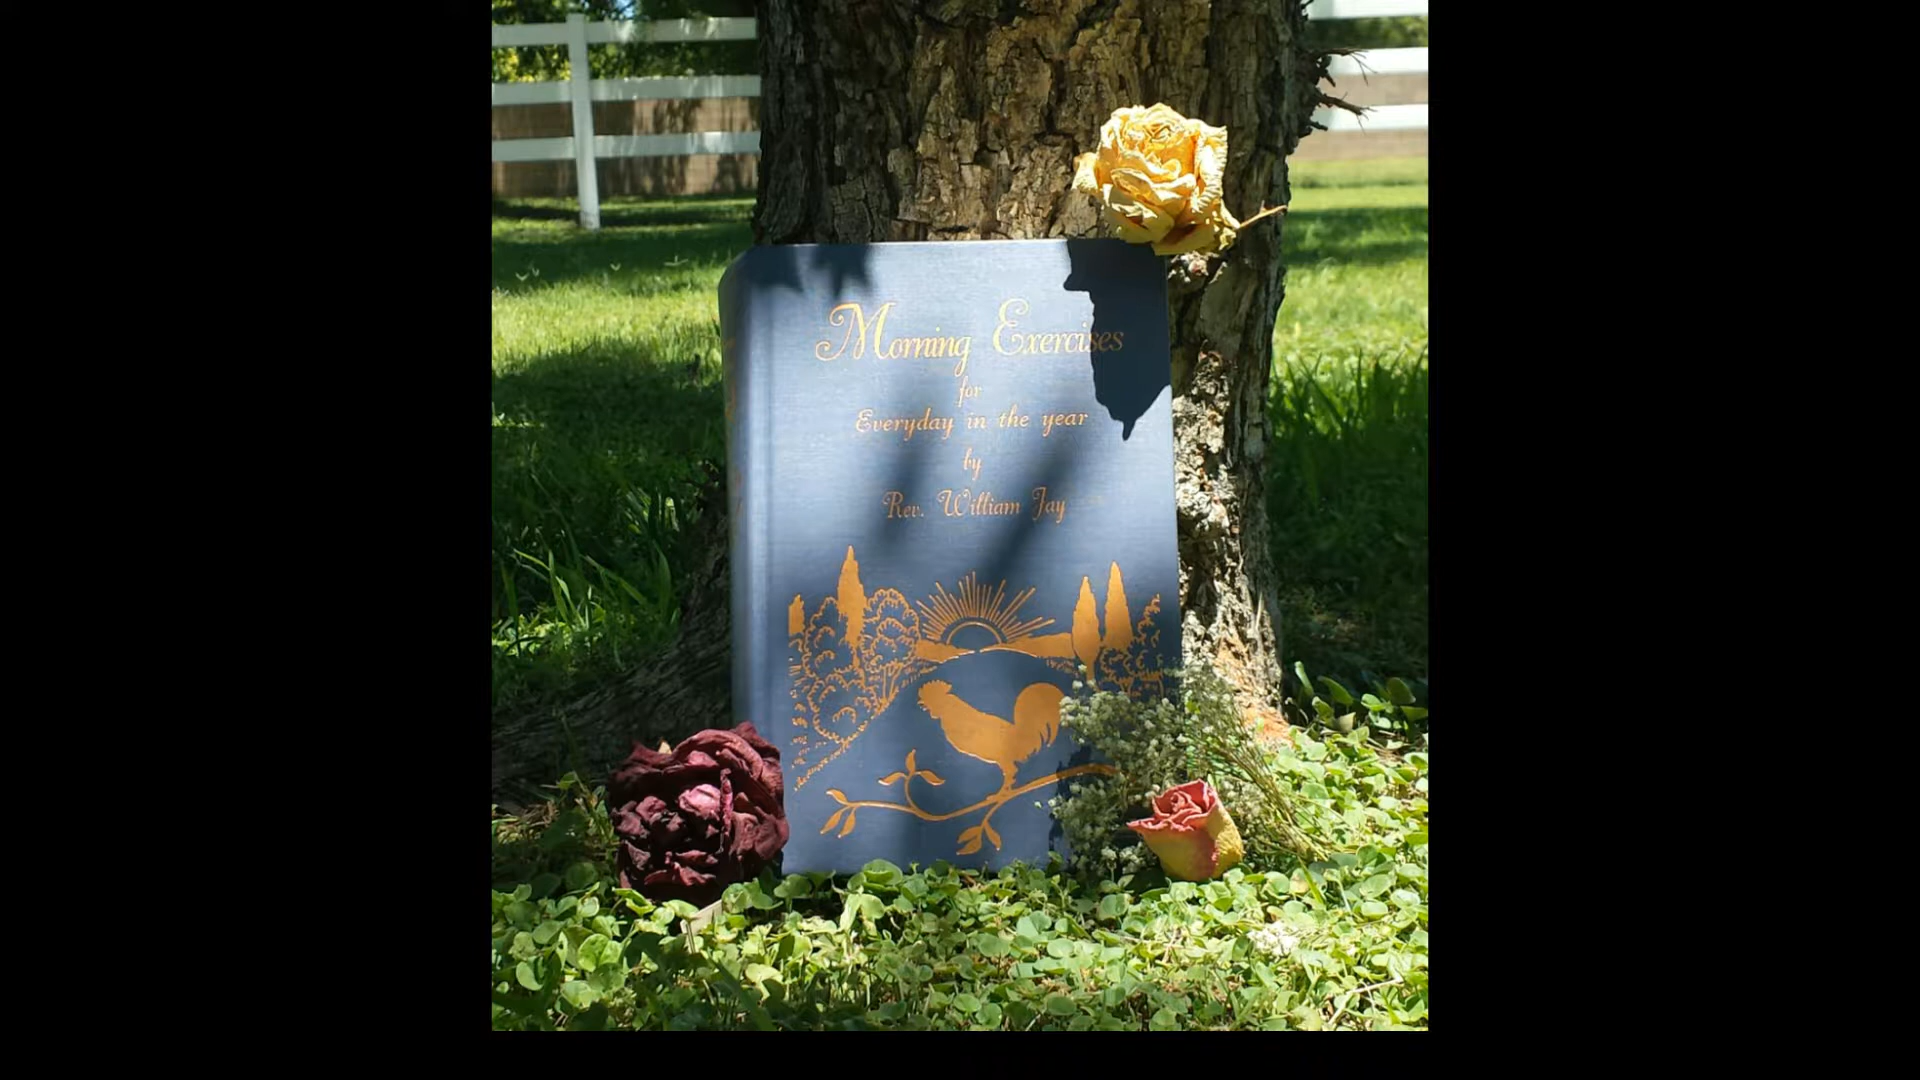 Morning Exercises
for
Everyday in the year
by
Rev. William Jay